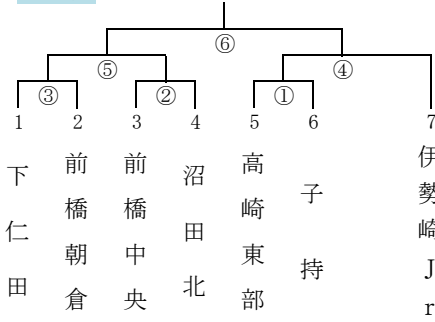 ⑥
⑤ ④
③ ② ①
1 2 3 4 5 6 7
下仁田
前橋朝倉
前橋中央
沼田北
高崎東部
子持
伊勢崎Jr